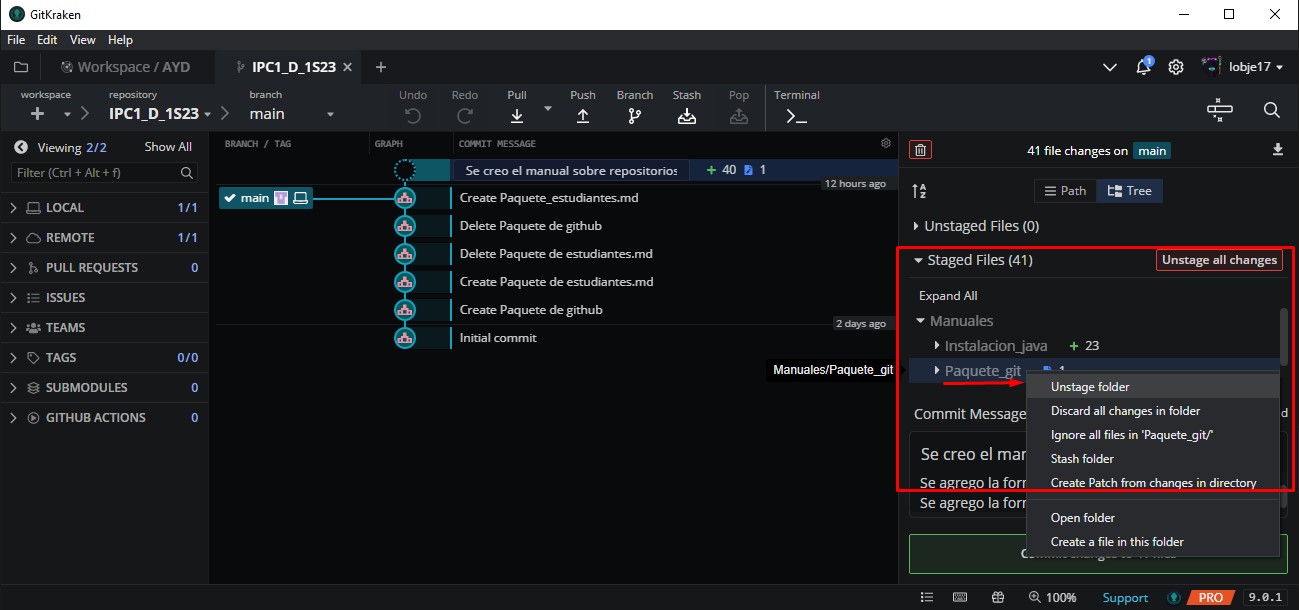 GitKraken
File Edit View Help
Workspace / AYD
IPC1_D_1S23
1
lobje17
workspace
repository
IPC1_D_1S23
branch
main
Undo
Redo
Pull
Push
Branch
Stash
Pop
Terminal
Viewing 2/2
Show All
Filter (Ctrl + Alt + f)
LOCAL 1/1
REMOTE 1/1
PULL REQUESTS 0
ISSUES
TEAMS
TAGS 0/0
SUBMODULES 0
GITHUB ACTIONS 0
BRANCH / TAG
GRAPH
COMMIT MESSAGE
Se creo el manual sobre repositorios
40 1
12 hours ago
main
Create Paquete_estudiantes.md
Delete Paquete de github
Delete Paquete de estudiantes.md
Create Paquete de estudiantes.md
Create Paquete de github
2 days ago
Initial commit
Manuales/Paquete_git
41 file changes on main
Path
Tree
Unstaged Files (0)
Staged Files (41)
Unstage all changes
Expand All
Manuales
Instalacion_java + 23
Paquete_git 1
Unstage folder
Discard all changes in folder
Ignore all files in 'Paquete_git/'
Stash folder
Create Patch from changes in directory
Open folder
Create a file in this folder
Commit Message
Se creo el
Se agrego la
Se agrego la
100%
Support
PRO
9.0.1